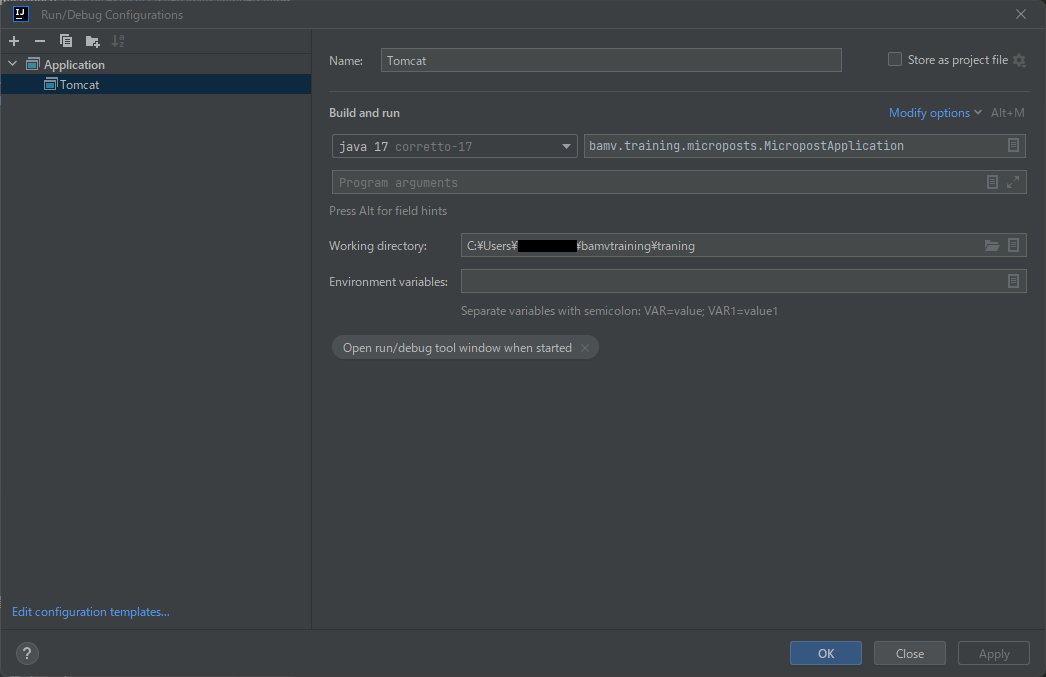 IJ Run/Debug Configurations
Application
Tomcat
Name: Tomcat Store as project file
Build and run Modify options Alt+M
java 17 corretto-17 bamv.training.microposts.MicropostApplication
Program arguments
Press Alt for field hints
Working directory: C:¥Users¥ ¥bamvtraining¥traning
Environment variables:
Separate variables with semicolon: VAR=value; VAR1=value1
Open run/debug tool window when started
Edit configuration templates...
? OK Close Apply